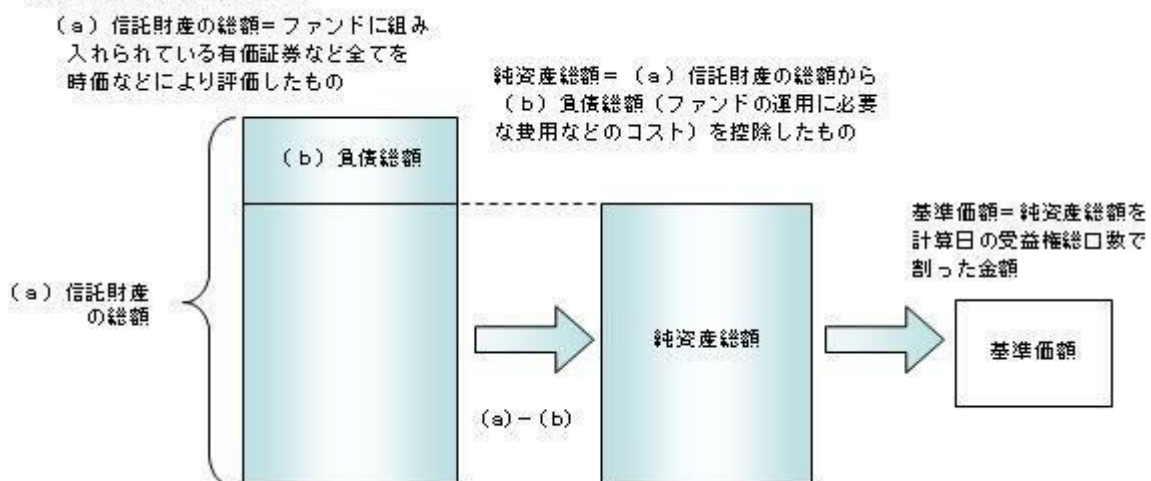 (a)信託財産の総額=ファンドに組み
入れられている有価証券など全てを
時価などにより評価したもの
純資産総額=(a)信託財産の総額から
(b)負債総額(ファンドの運用に必要
な費用などのコスト)を控除したもの
(b)負債総額
基準価額=純資産総額を
計算日の受益権総口数で
割った金額
(a)信託財産
の総額
純資産総額
基準価額
(a)-(b)